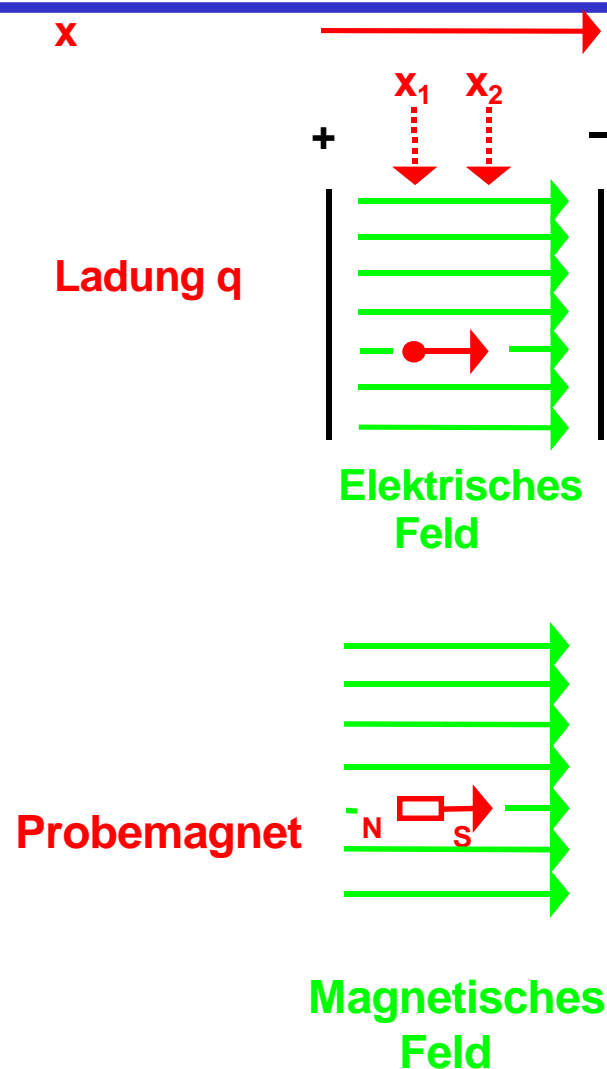 x
x₁ x₂
+ −
Ladung q
Elektrisches
Feld
N
S
Probemagnet
Magnetisches
Feld